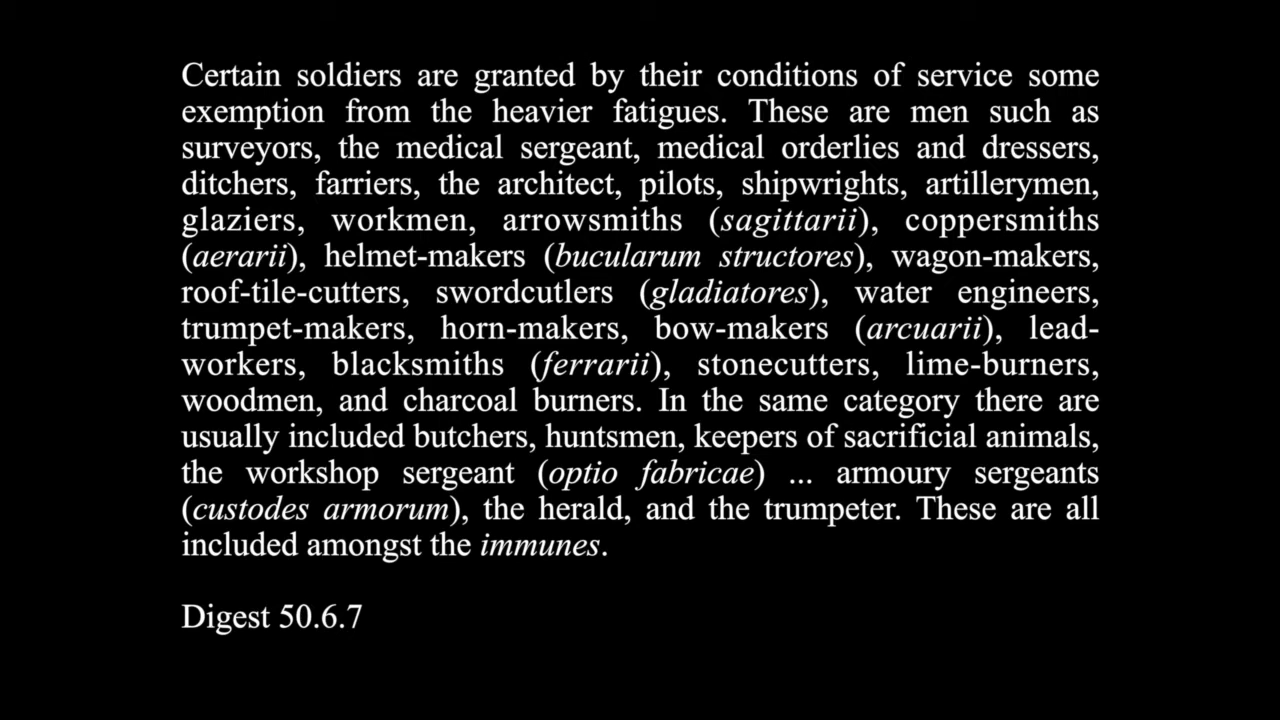 Certain soldiers are granted by their conditions of service some
exemption from the heavier fatigues. These are men such as
surveyors, the medical sergeant, medical orderlies and dressers,
ditchers, farriers, the architect, pilots, shipwrights, artillerymen,
glaziers, workmen, arrowsmiths (sagittarii), coppersmiths
(aerarii), helmet-makers (bucularum structores), wagon-makers,
roof-tile-cutters, swordcutlers (gladiatores), water engineers,
trumpet-makers, horn-makers, bow-makers (arcuarii), lead-
workers, blacksmiths (ferrarii), stonecutters, lime-burners,
woodmen, and charcoal burners. In the same category there are
usually included butchers, huntsmen, keepers of sacrificial animals,
the workshop sergeant (optio fabricae) ... armoury sergeants
(custodes armorum), the herald, and the trumpeter. These are all
included amongst the immunes.
Digest 50.6.7